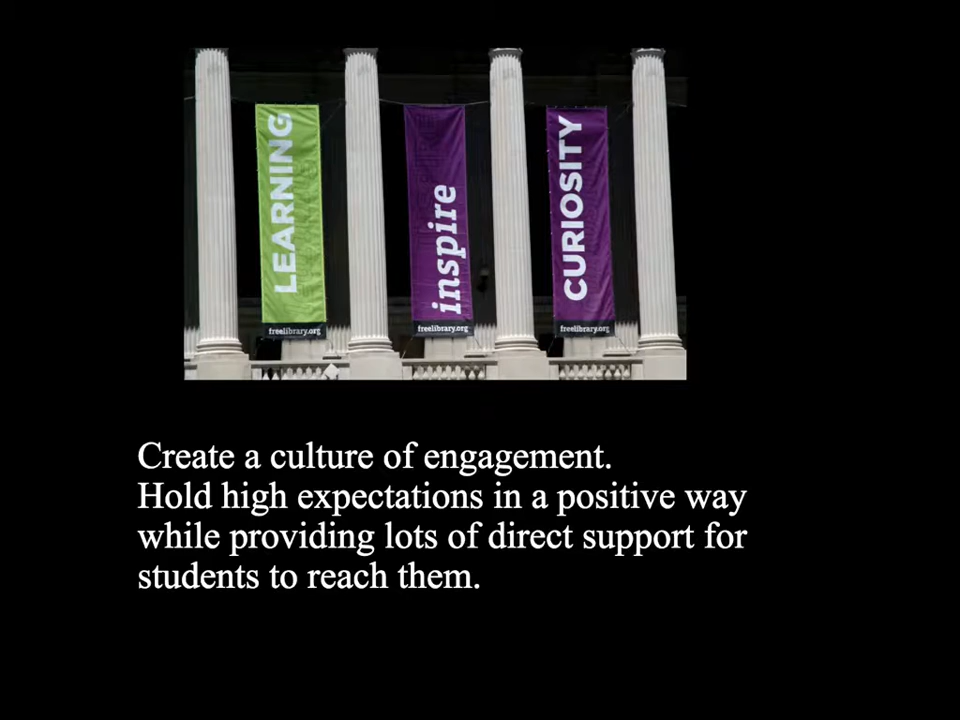 LEARNING
freelibrary.org
inspire
freelibrary.org
CURIOSITY
freelibrary.org
Create a culture of engagement.
Hold high expectations in a positive way
while providing lots of direct support for
students to reach them.